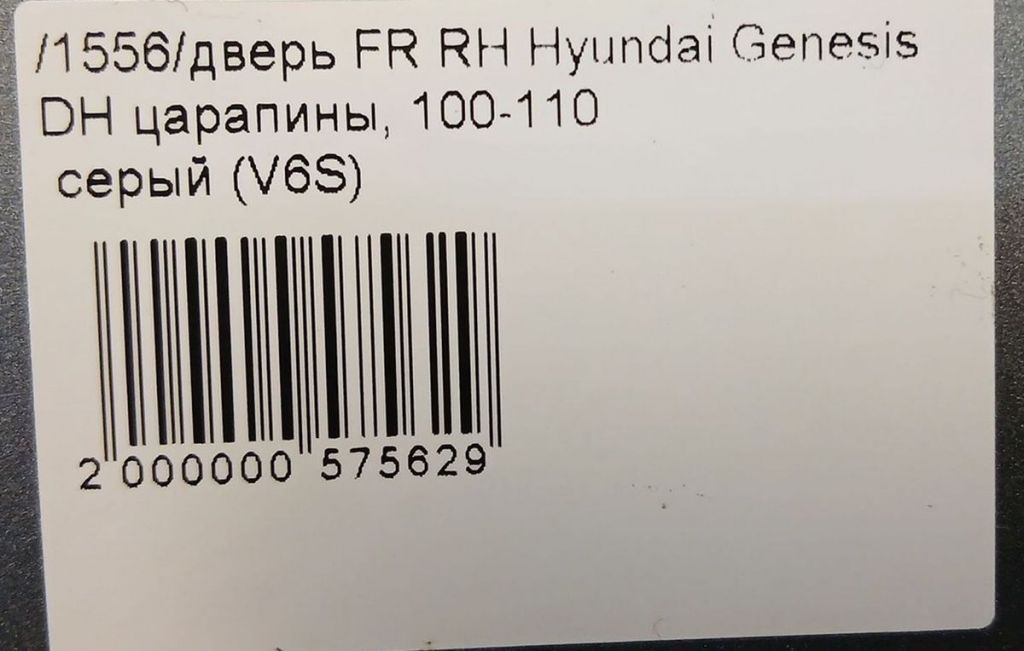 /1556/дверь FR RH Hyundai Genesis
DH царапины, 100-110
серый (V6S)
2 000000 575629